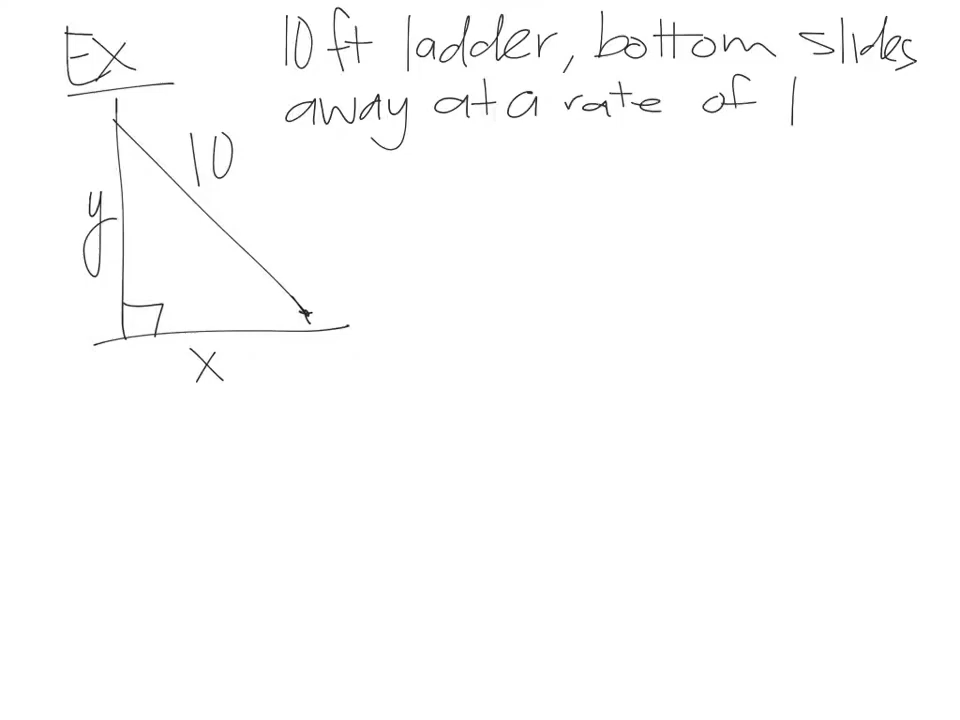 EX
10 ft ladder, bottom slides
away at a rate of 1
10
y
x